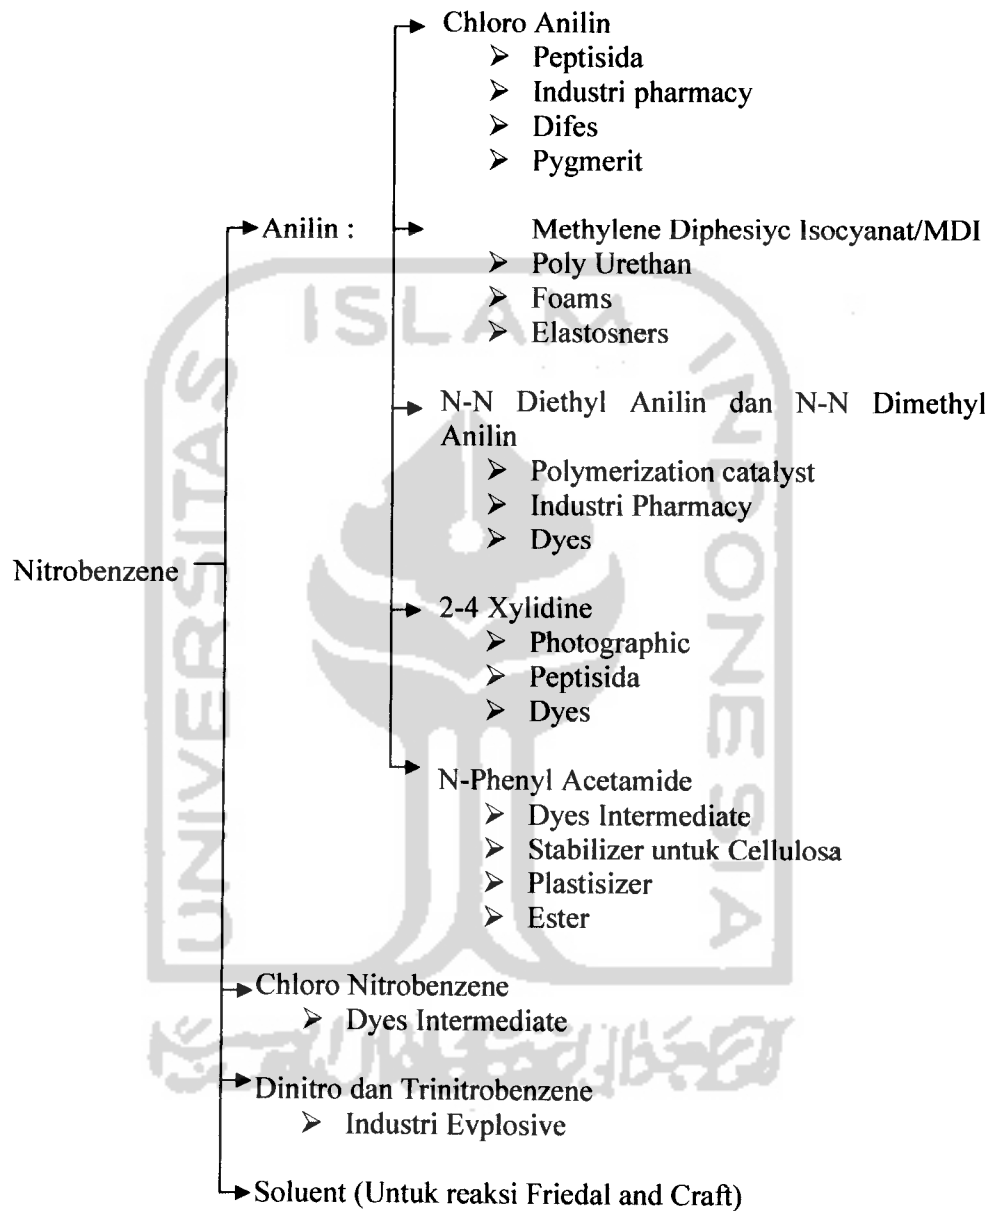 Chloro Anilin
➢ Peptisida
➢ Industri pharmacy
➢ Difes
➢ Pygmerit
Anilin :
Methylene Diphesiyc Isocyanat/MDI
➢ Poly Urethan
➢ Foams
➢ Elastosners
N-N Diethyl Anilin dan N-N Dimethyl
Anilin
➢ Polymerization catalyst
➢ Industri Pharmacy
➢ Dyes
Nitrobenzene
2-4 Xylidine
➢ Photographic
➢ Peptisida
➢ Dyes
N-Phenyl Acetamide
➢ Dyes Intermediate
➢ Stabilizer untuk Cellulosa
➢ Plastisizer
➢ Ester
Chloro Nitrobenzene
➢ Dyes Intermediate
Dinitro dan Trinitrobenzene
➢ Industri Evplosive
Soluent (Untuk reaksi Friedal and Craft)
UNIVERSITAS
ISLAM
INDONESIA